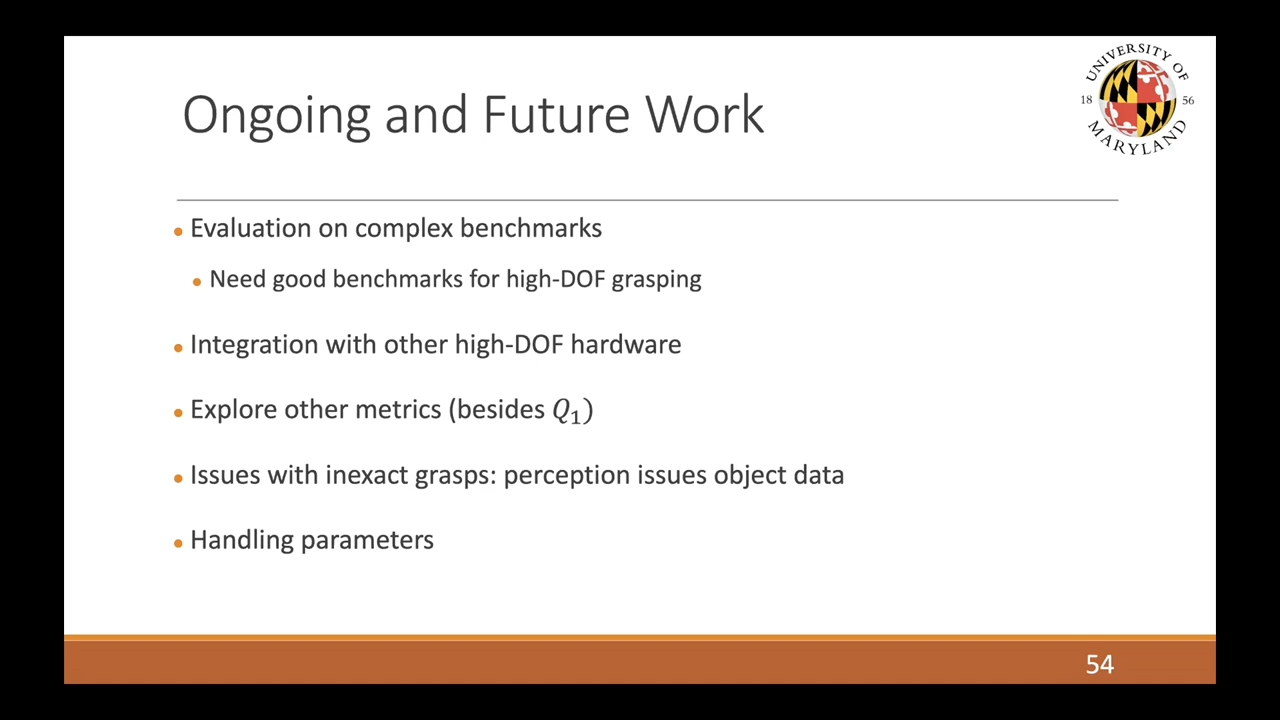 Ongoing and Future Work
UNIVERSITY OF
18 56
MARYLAND
• Evaluation on complex benchmarks
• Need good benchmarks for high-DOF grasping
• Integration with other high-DOF hardware
• Explore other metrics (besides Q₁)
• Issues with inexact grasps: perception issues object data
• Handling parameters
54